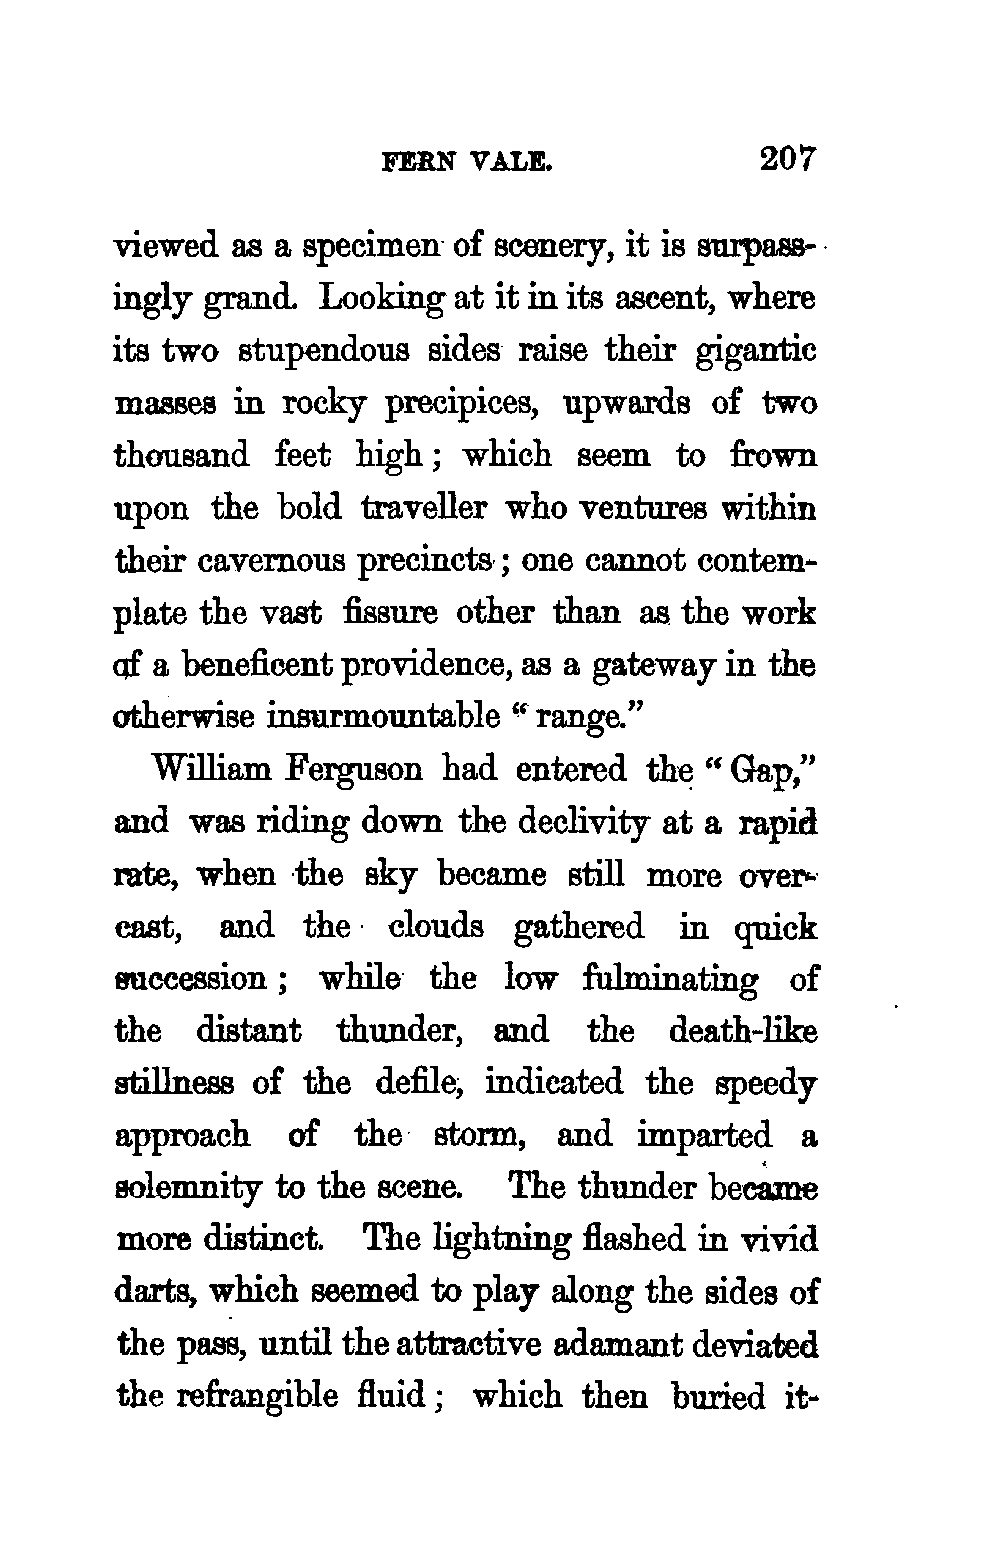 FERN VALE. 207
viewed as a specimen of scenery, it is surpass-
ingly grand. Looking at it in its ascent, where
its two stupendous sides raise their gigantic
masses in rocky precipices, upwards of two
thousand feet high ; which seem to frown
upon the bold traveller who ventures within
their cavernous precincts ; one cannot contem-
plate the vast fissure other than as the work
of a beneficent providence, as a gateway in the
otherwise insurmountable “ range.”
William Ferguson had entered the “ Gap,”
and was riding down the declivity at a rapid
rate, when the sky became still more over-
cast, and the clouds gathered in quick
succession ; while the low fulminating of
the distant thunder, and the death-like
stillness of the defile, indicated the speedy
approach of the storm, and imparted a
solemnity to the scene. The thunder became
more distinct. The lightning flashed in vivid
darts, which seemed to play along the sides of
the pass, until the attractive adamant deviated
the refrangible fluid ; which then buried it-